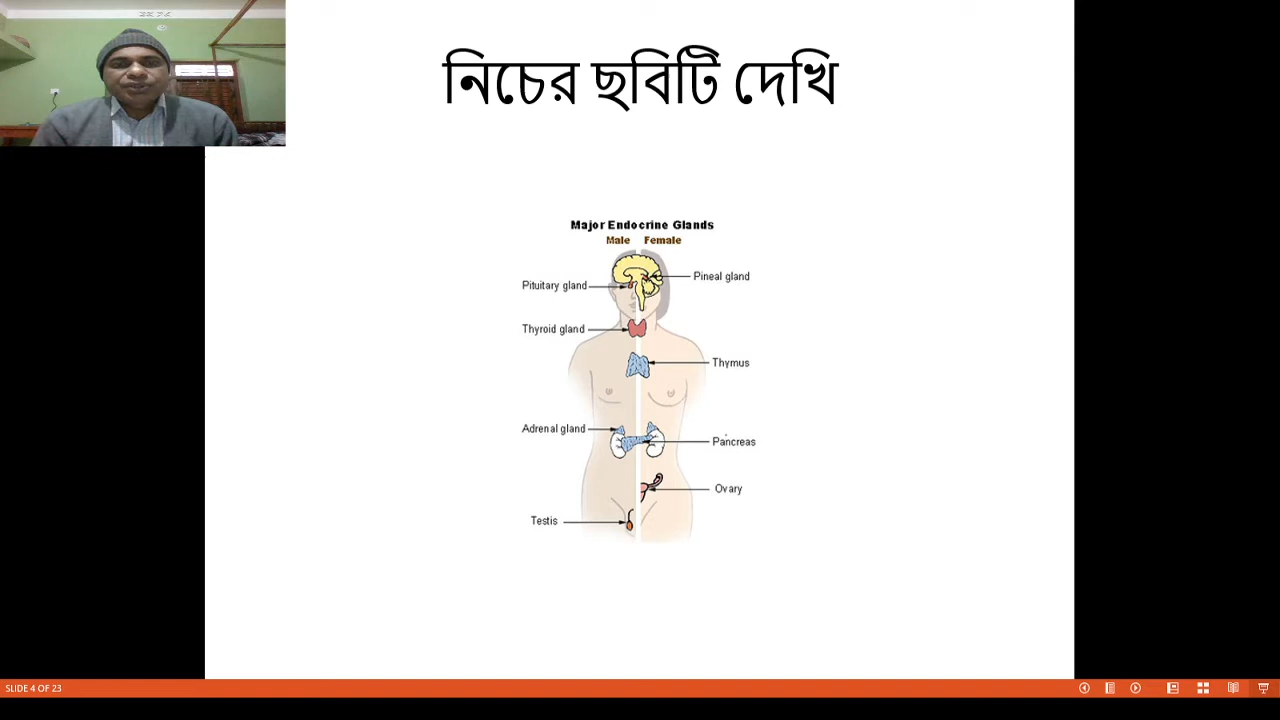 নিচের ছবিটি দেখি
Major Endocrine Glands
Male Female
Pineal gland
Pituitary gland
Thyroid gland
Thymus
Adrenal gland
Pancreas
Ovary
Testis
SLIDE 4 OF 23